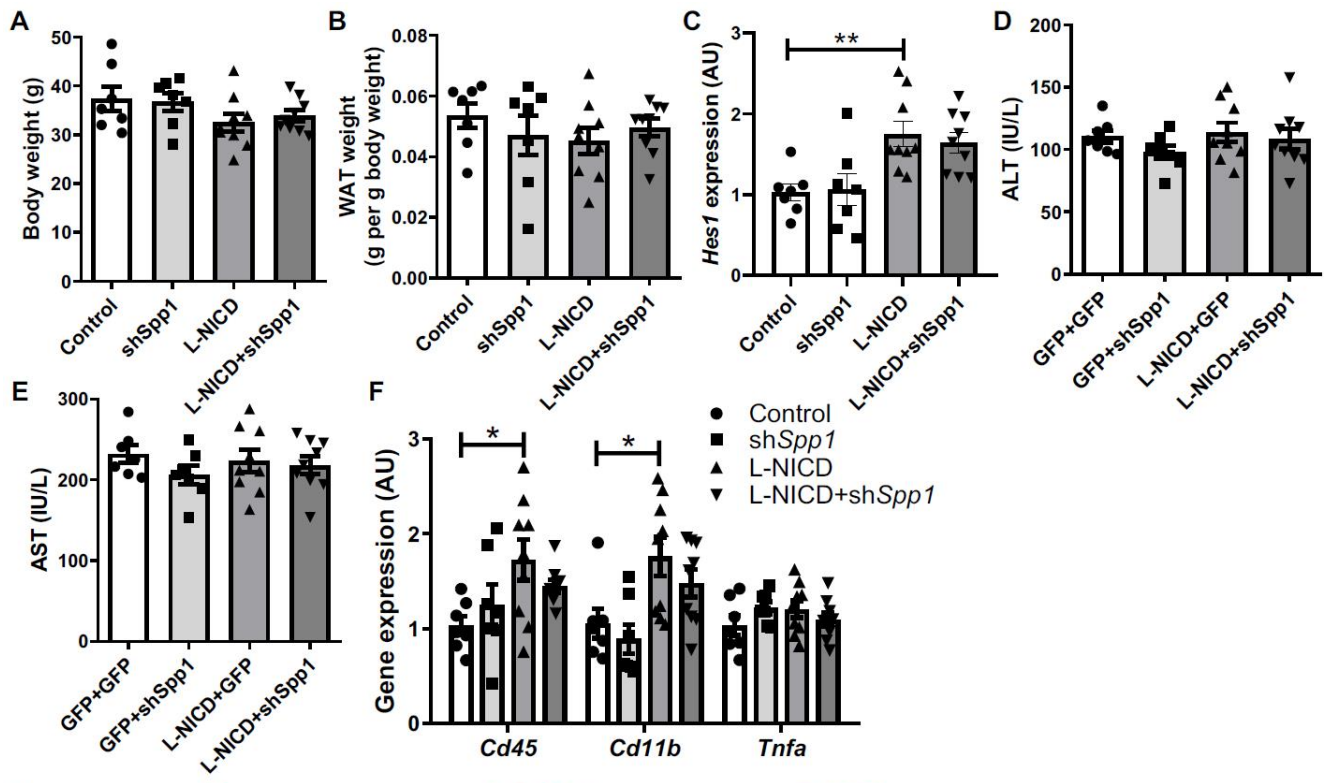 A
Body weight (g)
50
40
30
20
10
0
Control
shSpp1
L-NICD
L-NICD+shSpp1
B
WAT weight
(g per g body weight)
0.08
0.06
0.04
0.02
0.00
Control
shSpp1
L-NICD
L-NICD+shSpp1
C
Hes1 expression (AU)
3
2
1
0
**
Control
shSpp1
L-NICD
L-NICD+shSpp1
D
ALT (IU/L)
200
150
100
50
0
GFP+GFP
GFP+shSpp1
L-NICD+GFP
L-NICD+shSpp1
E
AST (IU/L)
300
200
100
0
GFP+GFP
GFP+shSpp1
L-NICD+GFP
L-NICD+shSpp1
F
Gene expression (AU)
3
2
1
0
*
*
Control
shSpp1
L-NICD
L-NICD+shSpp1
Cd45
Cd11b
Tnfa